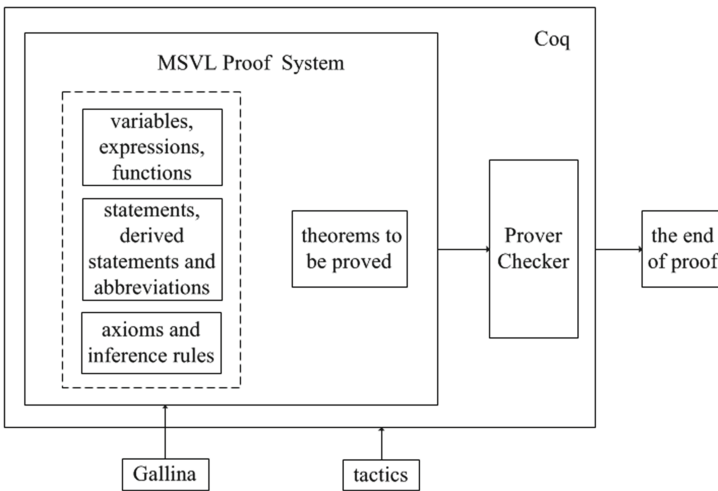 Coq
MSVL Proof System
variables,
expressions,
functions
statements,
derived
statements and
abbreviations
axioms and
inference rules
theorems to
be proved
Prover
Checker
the end
of proof
Gallina
tactics